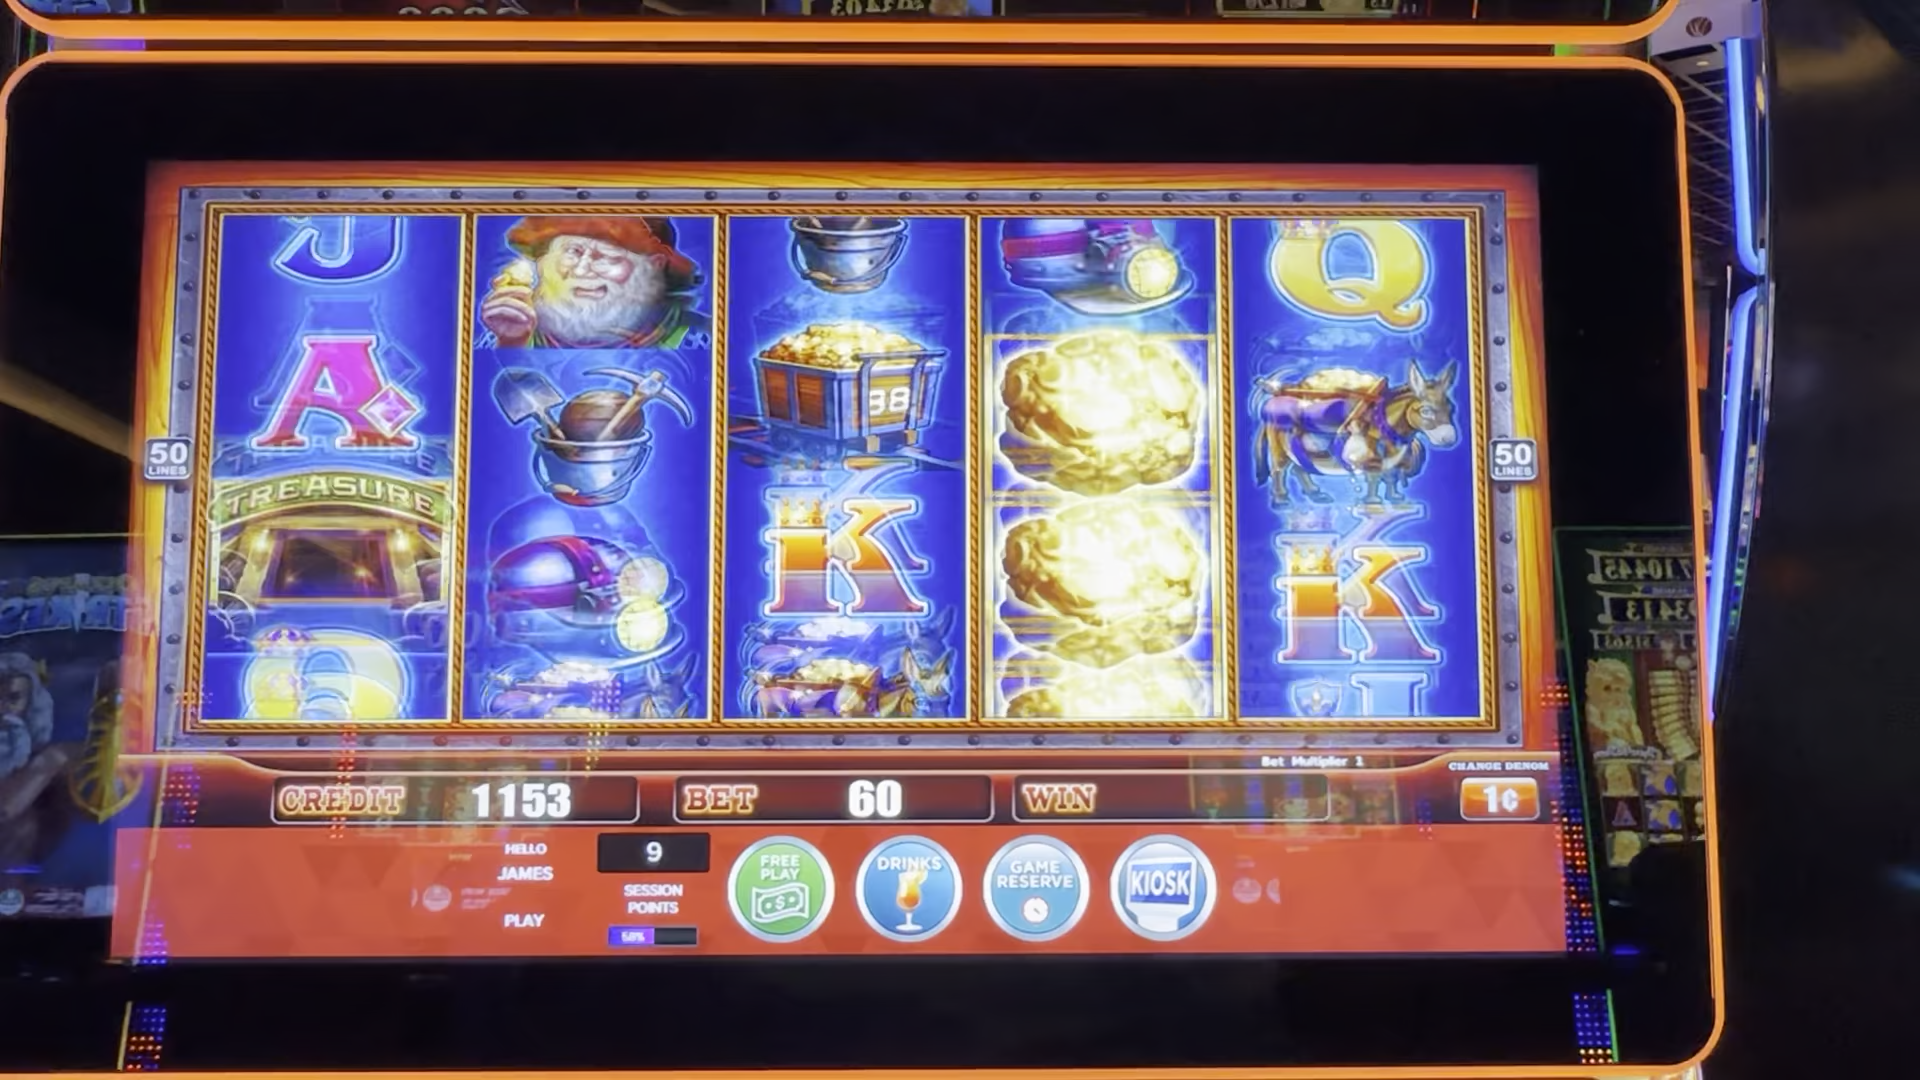 J
Q
A
88
50
LINES
50
LINES
TREASURE
K
K
Q
J
Bet Multiplier 1
CHANGE DENOM
CREDIT 1153
BET 60
WIN
1¢
HELLO
JAMES
PLAY
9
SESSION
POINTS
58%
FREE
PLAY
$
DRINKS
GAME
RESERVE
KIOSK